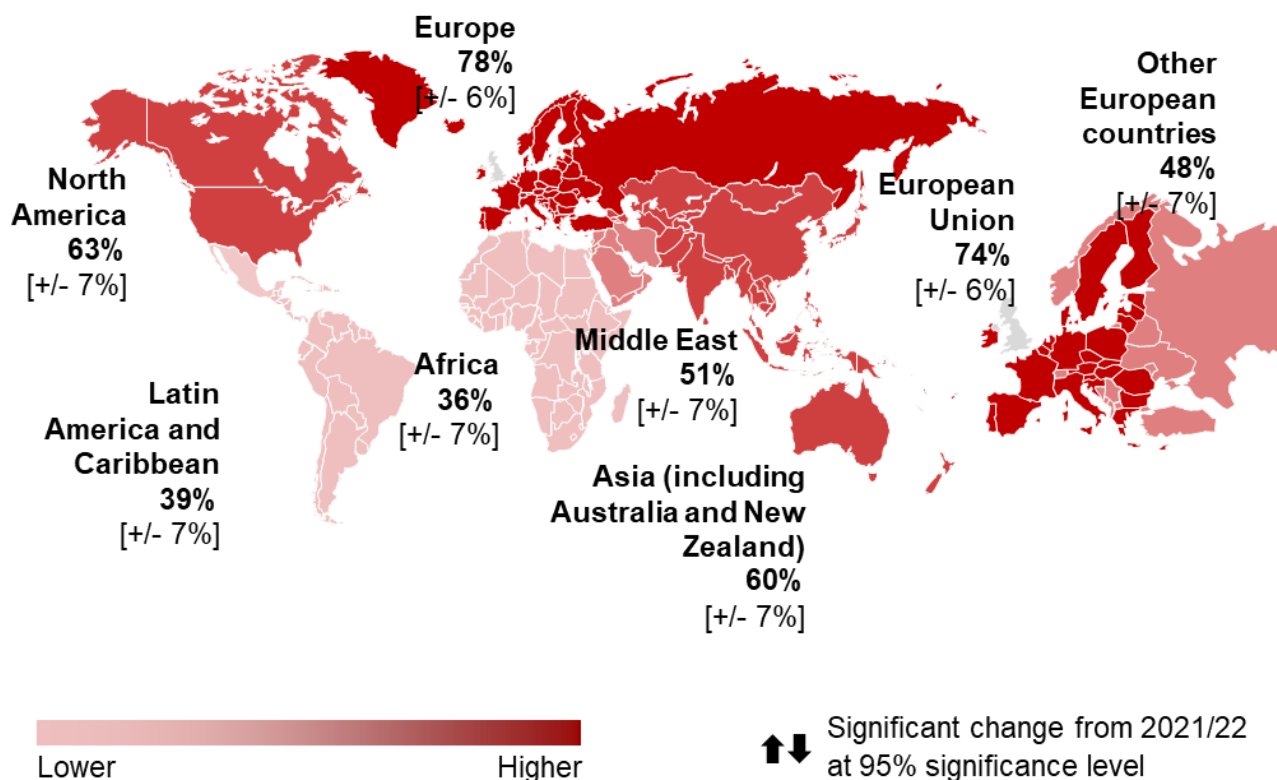 Europe
78%
[+/- 6%]
Other
European
countries
48%
[+/- 7%]
North
America
63%
[+/- 7%]
European
Union
74%
[+/- 6%]
Middle East
51%
[+/- 7%]
Africa
36%
[+/- 7%]
Latin
America and
Caribbean
39%
[+/- 7%]
Asia (including
Australia and New
Zealand)
60%
[+/- 7%]
Lower
Higher
Significant change from 2021/22
at 95% significance level